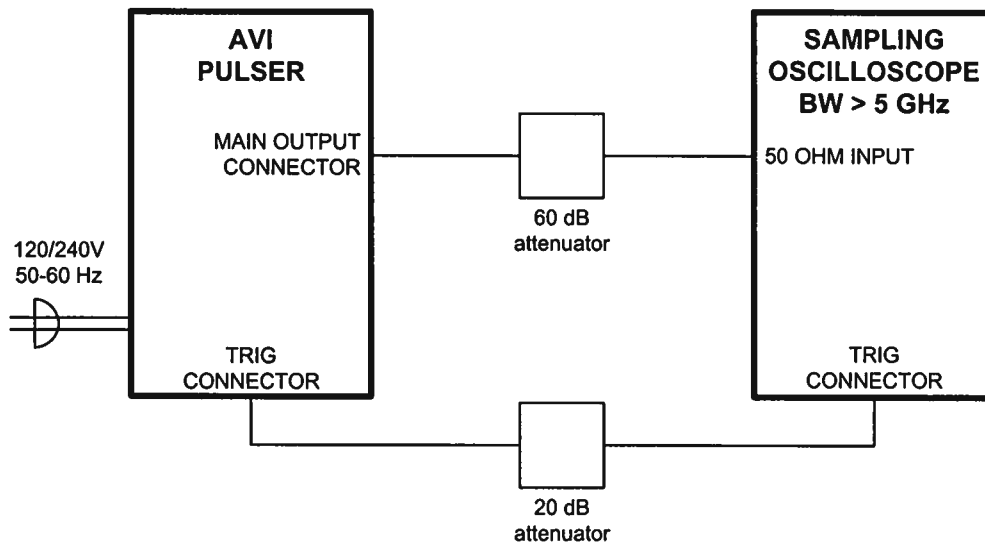 AVI
PULSER
SAMPLING
OSCILLOSCOPE
BW > 5 GHz
MAIN OUTPUT
CONNECTOR
50 OHM INPUT
60 dB
attenuator
120/240V
50-60 Hz
TRIG
CONNECTOR
TRIG
CONNECTOR
20 dB
attenuator